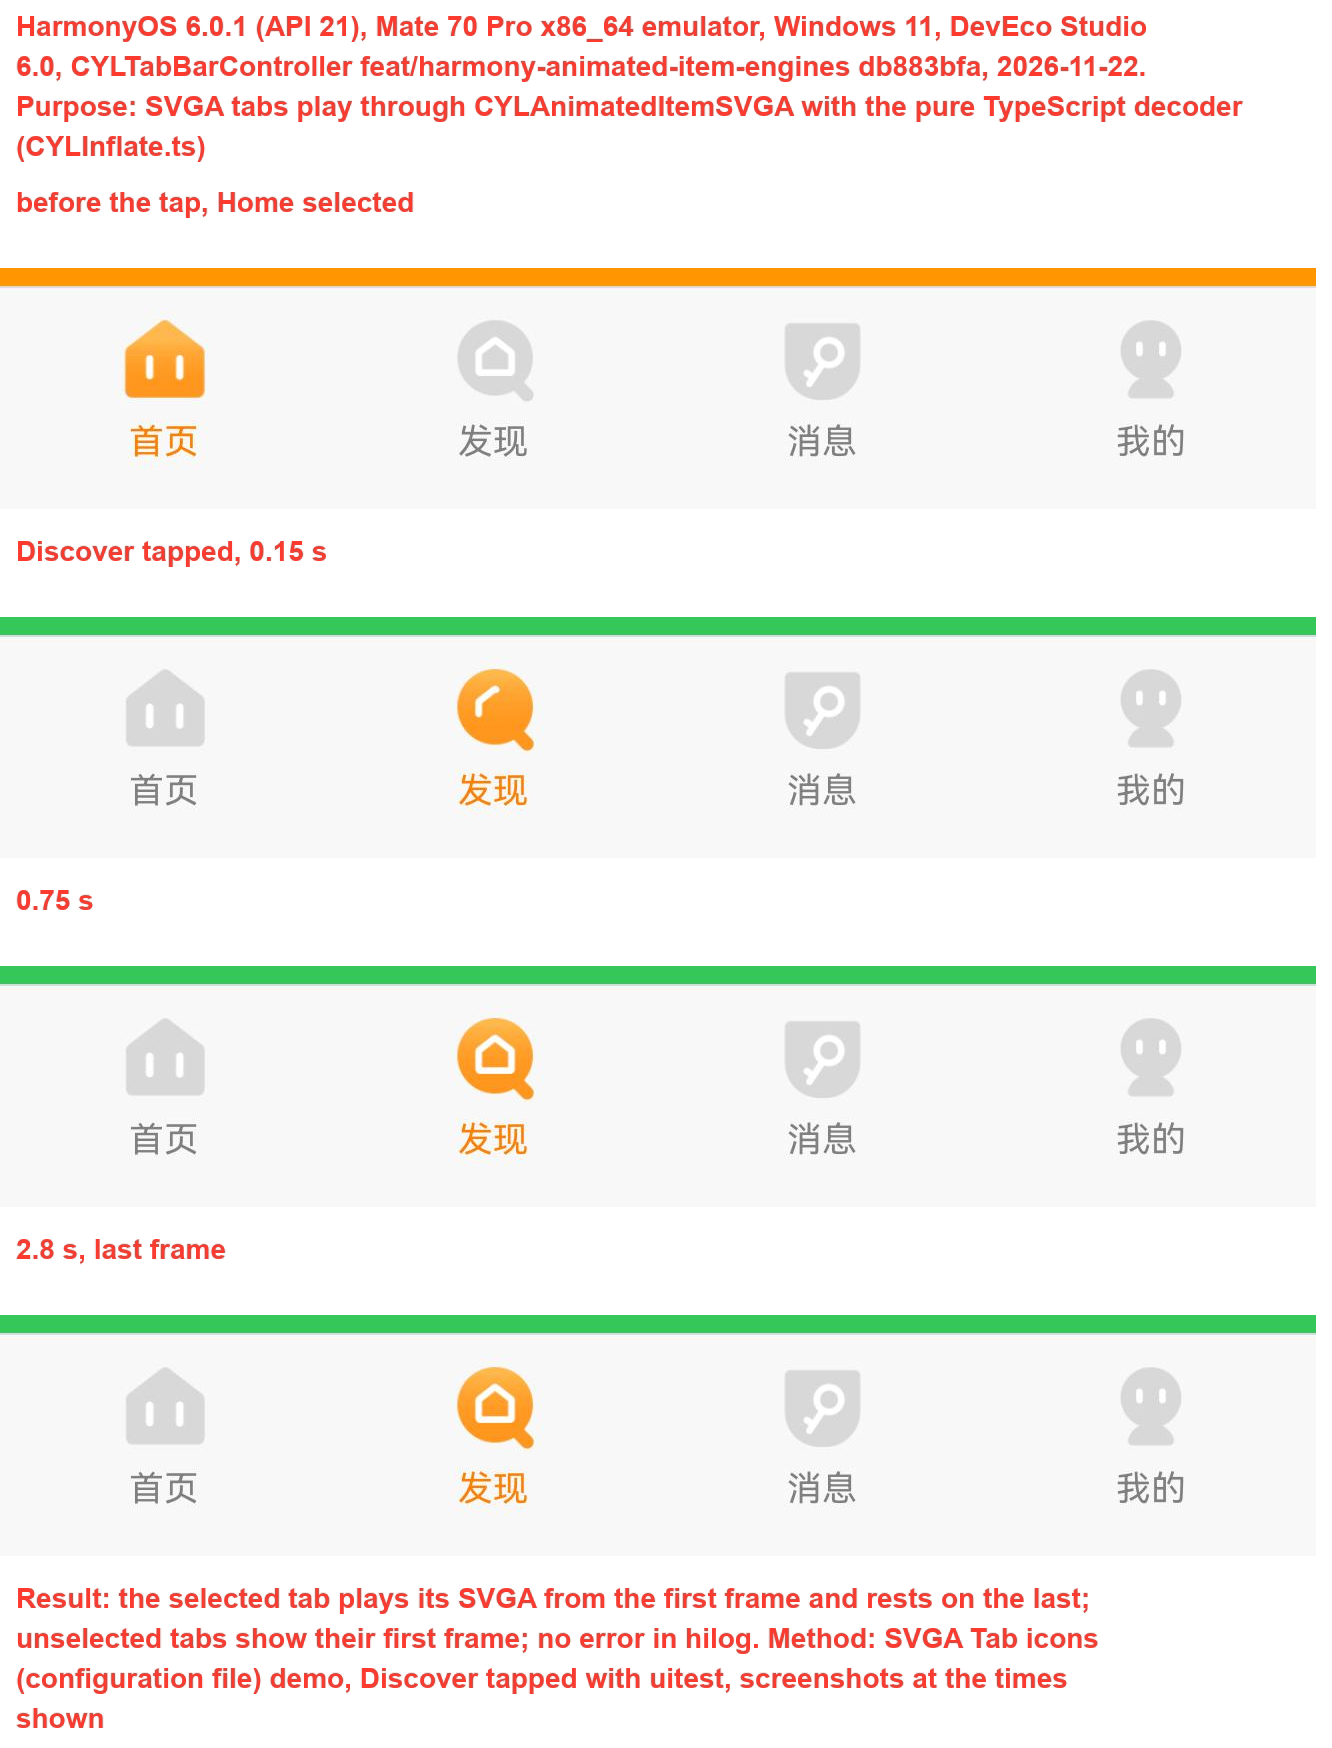 HarmonyOS 6.0.1 (API 21), Mate 70 Pro x86_64 emulator, Windows 11, DevEco Studio
6.0, CYLTabBarController feat/harmony-animated-item-engines db883bfa, 2026-11-22.
Purpose: SVGA tabs play through CYLAnimatedItemSVGA with the pure TypeScript decoder
(CYLInflate.ts)
before the tap, Home selected
首页 发现 消息 我的
Discover tapped, 0.15 s
首页 发现 消息 我的
0.75 s
首页 发现 消息 我的
2.8 s, last frame
首页 发现 消息 我的
Result: the selected tab plays its SVGA from the first frame and rests on the last;
unselected tabs show their first frame; no error in hilog. Method: SVGA Tab icons
(configuration file) demo, Discover tapped with uitest, screenshots at the times
shown